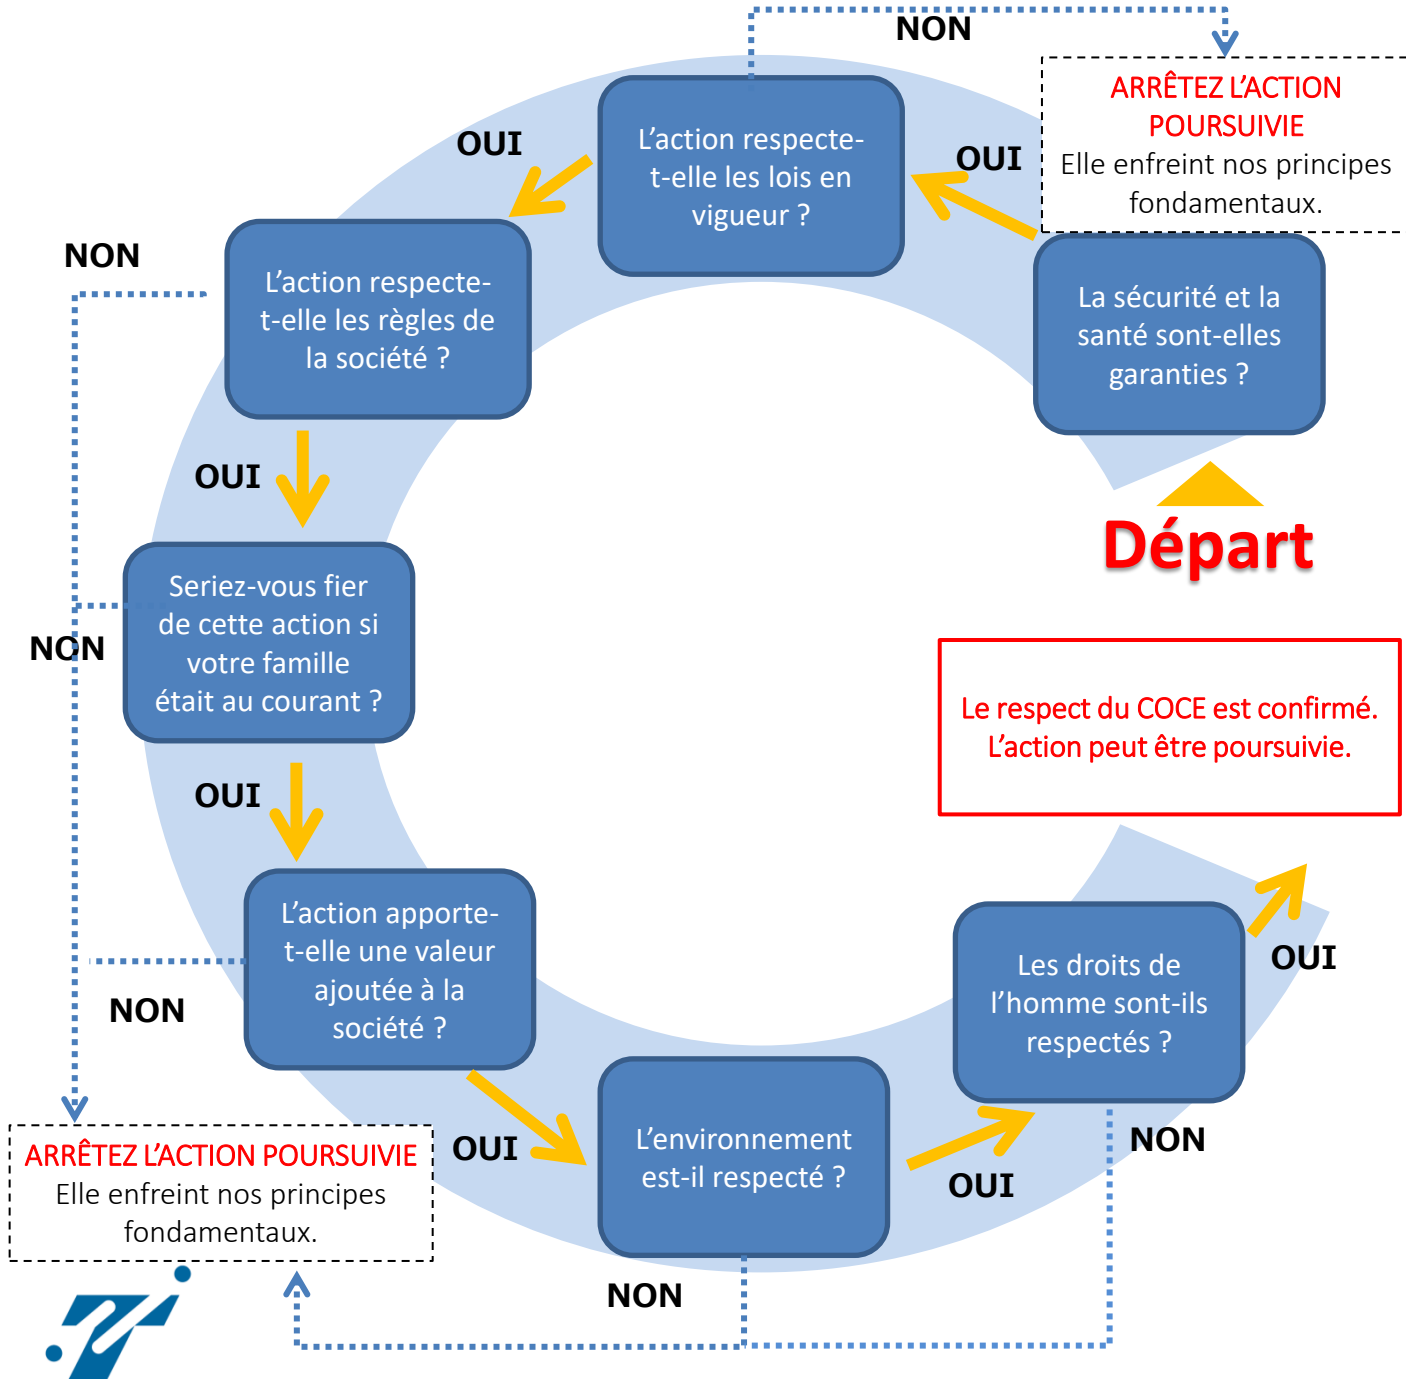 Départ
La sécurité et la
santé sont-elles
garanties ?
OUI
ARRÊTEZ L'ACTION
POURSUIVIE
Elle enfreint nos principes
fondamentaux.
L'action respecte-
t-elle les lois en
vigueur ?
NON
OUI
L'action respecte-
t-elle les règles de
la société ?
NON
OUI
Seriez-vous fier
de cette action si
votre famille
était au courant ?
NON
OUI
L'action apporte-
t-elle une valeur
ajoutée à la
société ?
NON
OUI
ARRÊTEZ L'ACTION POURSUIVIE
Elle enfreint nos principes
fondamentaux.
L'environnement
est-il respecté ?
NON
OUI
Les droits de
l'homme sont-ils
respectés ?
NON
OUI
Le respect du COCE est confirmé.
L'action peut être poursuivie.